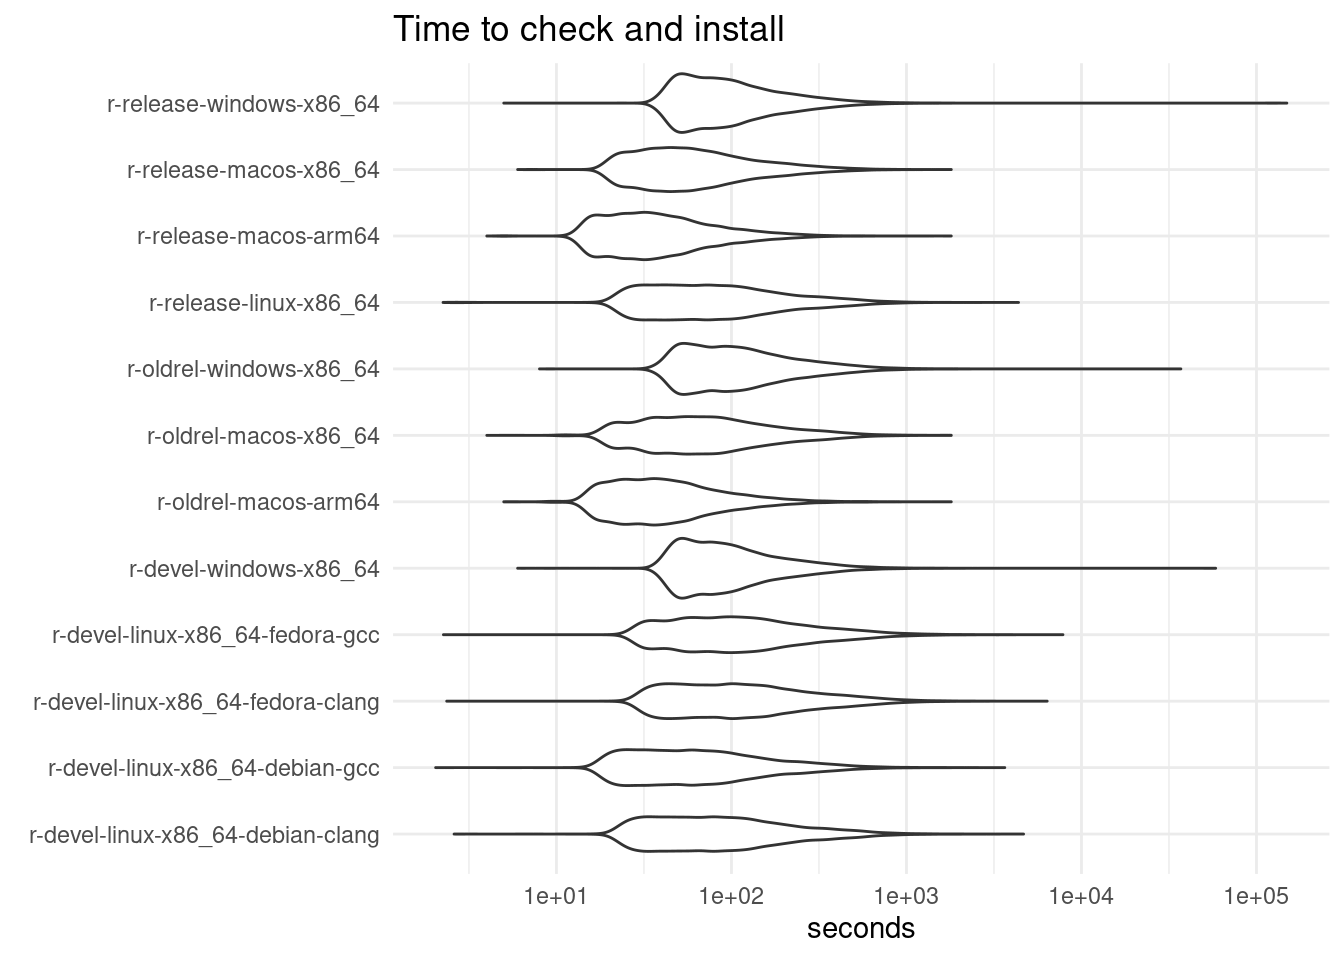 Time to check and install
r-release-windows-x86_64
r-release-macos-x86_64
r-release-macos-arm64
r-release-linux-x86_64
r-oldrel-windows-x86_64
r-oldrel-macos-x86_64
r-oldrel-macos-arm64
r-devel-windows-x86_64
r-devel-linux-x86_64-fedora-gcc
r-devel-linux-x86_64-fedora-clang
r-devel-linux-x86_64-debian-gcc
r-devel-linux-x86_64-debian-clang
1e+01 1e+02 1e+03 1e+04 1e+05
seconds